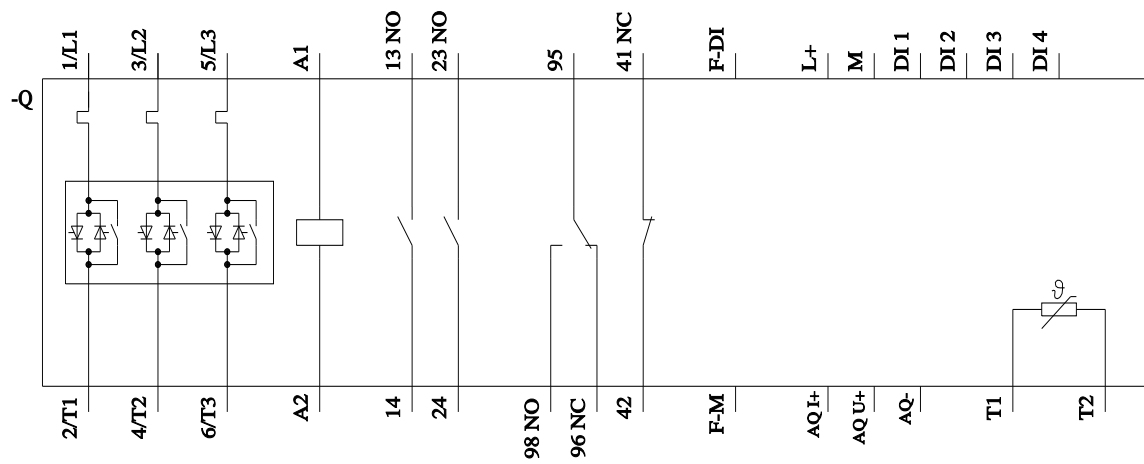 1/L1
3/L2
5/L3
A1
13 NO
23 NO
95
41 NC
F-DI
L+
M
DI 1
DI 2
DI 3
DI 4
-Q
ϑ
2/T1
4/T2
6/T3
A2
14
24
98 NO
96 NC
42
F-M
AQ I+
AQ U+
AQ-
T1
T2